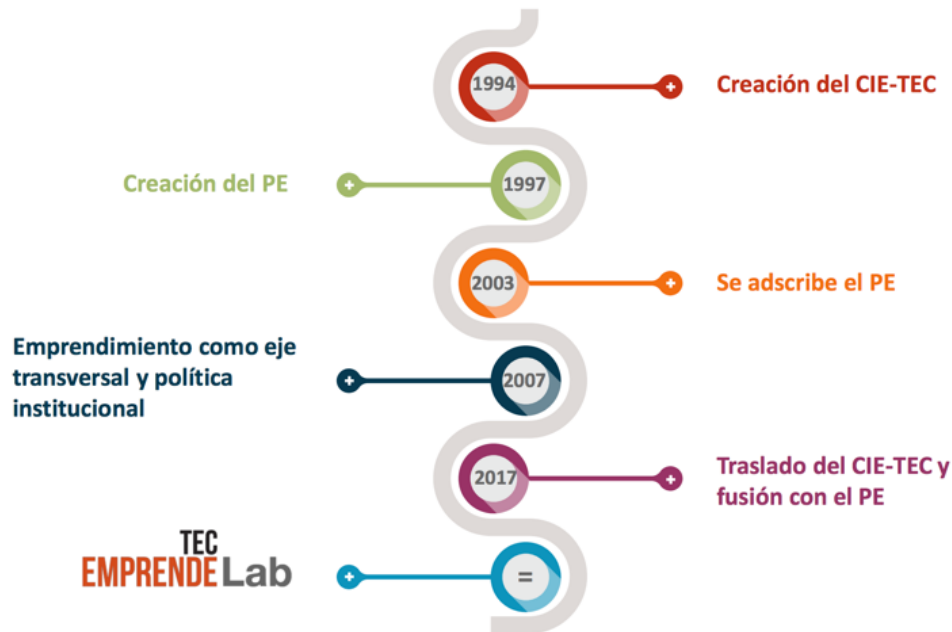 1994
Creación del CIE-TEC
Creación del PE
1997
2003
Se adscribe el PE
Emprendimiento como eje
transversal y política
institucional
2007
2017
Traslado del CIE-TEC y
fusión con el PE
TEC
EMPRENDE Lab
=